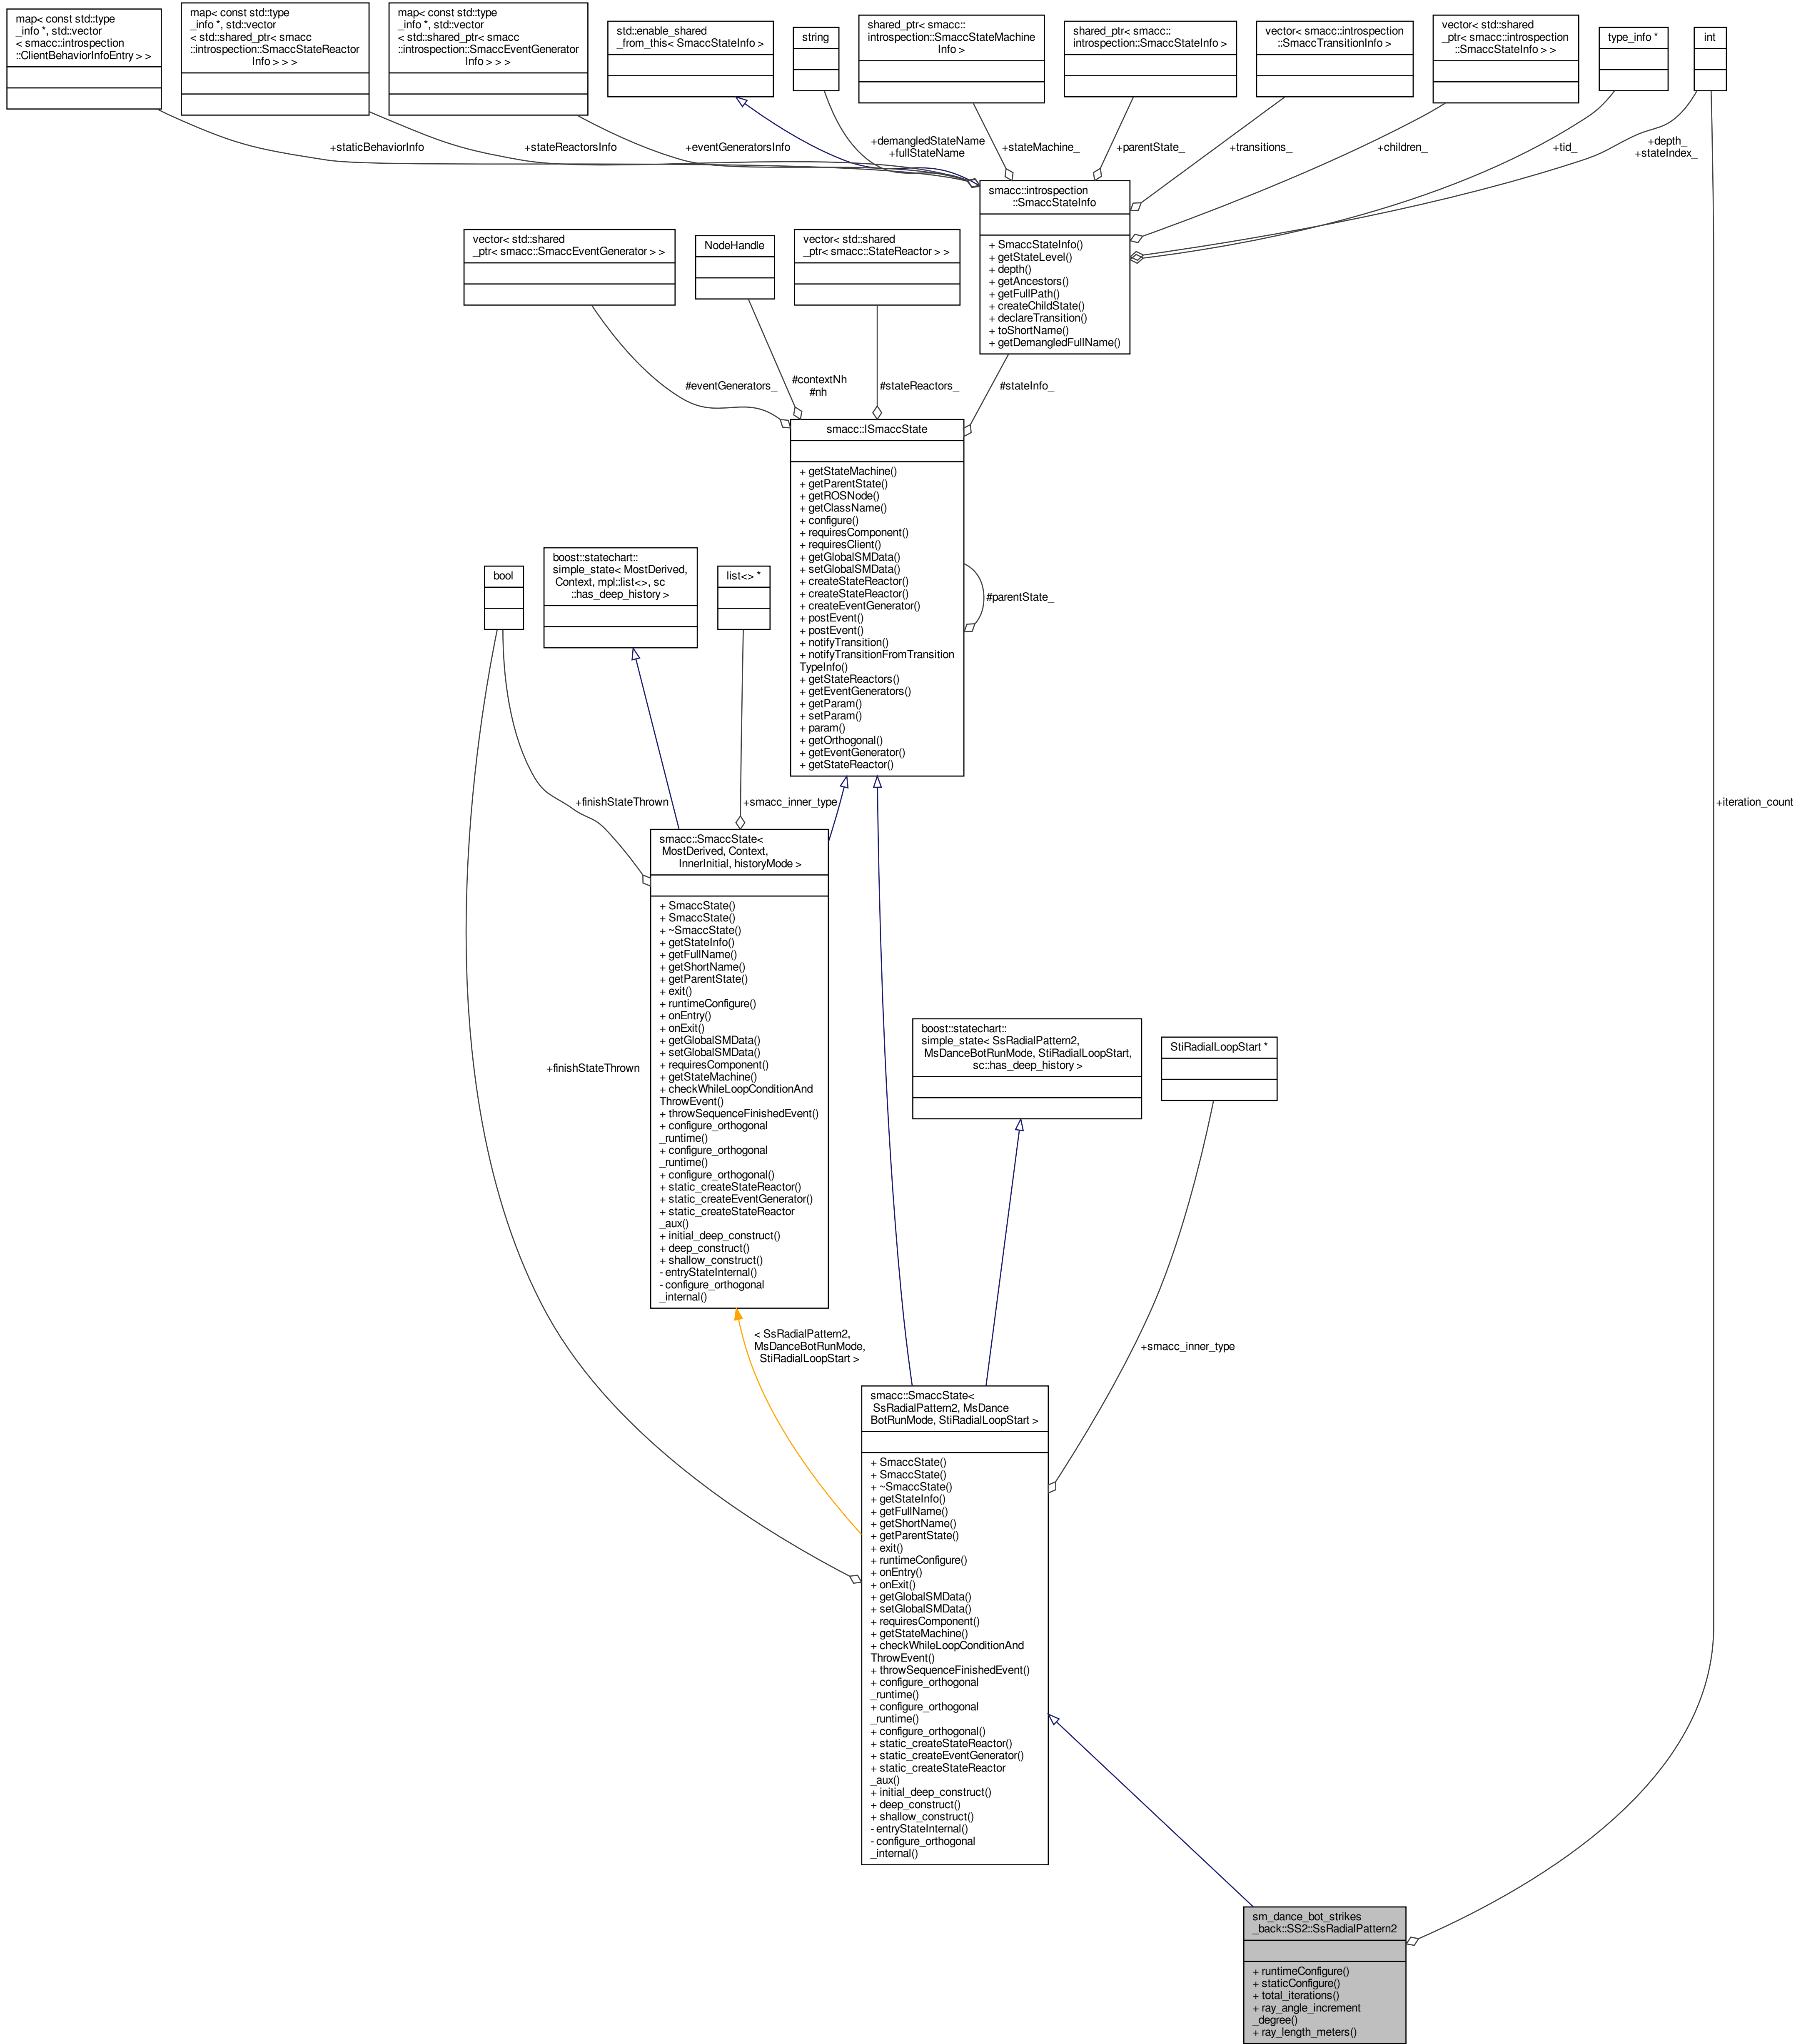 map< const std::type
_info *, std::vector
< smacc::introspection
::ClientBehaviorInfoEntry > >
map< const std::type
_info *, std::vector
< std::shared_ptr< smacc
::introspection::SmaccStateReactor
Info > > >
map< const std::type
_info *, std::vector
< std::shared_ptr< smacc
::introspection::SmaccEventGenerator
Info > > >
std::enable_shared
_from_this< SmaccStateInfo >
string
shared_ptr< smacc::
introspection::SmaccStateMachine
Info >
shared_ptr< smacc::
introspection::SmaccStateInfo >
vector< smacc::introspection
::SmaccTransitionInfo >
vector< std::shared
_ptr< smacc::introspection
::SmaccStateInfo > >
type_info *
int
+staticBehaviorInfo
+stateReactorsInfo
+eventGeneratorsInfo
+demangledStateName
+fullStateName
+stateMachine_
+parentState_
+transitions_
+children_
+tid_
+depth_
+stateIndex_
smacc::introspection
::SmaccStateInfo
+ SmaccStateInfo()
+ getStateLevel()
+ depth()
+ getAncestors()
+ getFullPath()
+ createChildState()
+ declareTransition()
+ toShortName()
+ getDemangledFullName()
vector< std::shared
_ptr< smacc::SmaccEventGenerator > >
NodeHandle
vector< std::shared
_ptr< smacc::StateReactor > >
#eventGenerators_
#contextNh
#nh
#stateReactors_
#stateInfo_
smacc::ISmaccState
+ getStateMachine()
+ getParentState()
+ getROSNode()
+ getClassName()
+ configure()
+ requiresComponent()
+ requiresClient()
+ getGlobalSMData()
+ setGlobalSMData()
+ createStateReactor()
+ createStateReactor()
+ createEventGenerator()
+ postEvent()
+ postEvent()
+ notifyTransition()
+ notifyTransitionFromTransition
TypeInfo()
+ getStateReactors()
+ getEventGenerators()
+ getParam()
+ setParam()
+ param()
+ getOrthogonal()
+ getEventGenerator()
+ getStateReactor()
#parentState_
bool
boost::statechart::
simple_state< MostDerived,
Context, mpl::list<>, sc
::has_deep_history >
list<> *
+finishStateThrown
+smacc_inner_type
+iteration_count
smacc::SmaccState<
MostDerived, Context,
InnerInitial, historyMode >
+ SmaccState()
+ SmaccState()
+ ~SmaccState()
+ getStateInfo()
+ getFullName()
+ getShortName()
+ getParentState()
+ exit()
+ runtimeConfigure()
+ onEntry()
+ onExit()
+ getGlobalSMData()
+ setGlobalSMData()
+ requiresComponent()
+ getStateMachine()
+ checkWhileLoopConditionAnd
ThrowEvent()
+ throwSequenceFinishedEvent()
+ configure_orthogonal
_runtime()
+ configure_orthogonal
_runtime()
+ configure_orthogonal()
+ static_createStateReactor()
+ static_createEventGenerator()
+ static_createStateReactor
_aux()
+ initial_deep_construct()
+ deep_construct()
+ shallow_construct()
- entryStateInternal()
- configure_orthogonal
_internal()
+finishStateThrown
boost::statechart::
simple_state< SsRadialPattern2,
MsDanceBotRunMode, StiRadialLoopStart,
sc::has_deep_history >
StiRadialLoopStart *
< SsRadialPattern2,
MsDanceBotRunMode,
StiRadialLoopStart >
+smacc_inner_type
smacc::SmaccState<
SsRadialPattern2, MsDance
BotRunMode, StiRadialLoopStart >
+ SmaccState()
+ SmaccState()
+ ~SmaccState()
+ getStateInfo()
+ getFullName()
+ getShortName()
+ getParentState()
+ exit()
+ runtimeConfigure()
+ onEntry()
+ onExit()
+ getGlobalSMData()
+ setGlobalSMData()
+ requiresComponent()
+ getStateMachine()
+ checkWhileLoopConditionAnd
ThrowEvent()
+ throwSequenceFinishedEvent()
+ configure_orthogonal
_runtime()
+ configure_orthogonal
_runtime()
+ configure_orthogonal()
+ static_createStateReactor()
+ static_createEventGenerator()
+ static_createStateReactor
_aux()
+ initial_deep_construct()
+ deep_construct()
+ shallow_construct()
- entryStateInternal()
- configure_orthogonal
_internal()
sm_dance_bot_strikes
_back::SS2::SsRadialPattern2
+ runtimeConfigure()
+ staticConfigure()
+ total_iterations()
+ ray_angle_increment
_degree()
+ ray_length_meters()